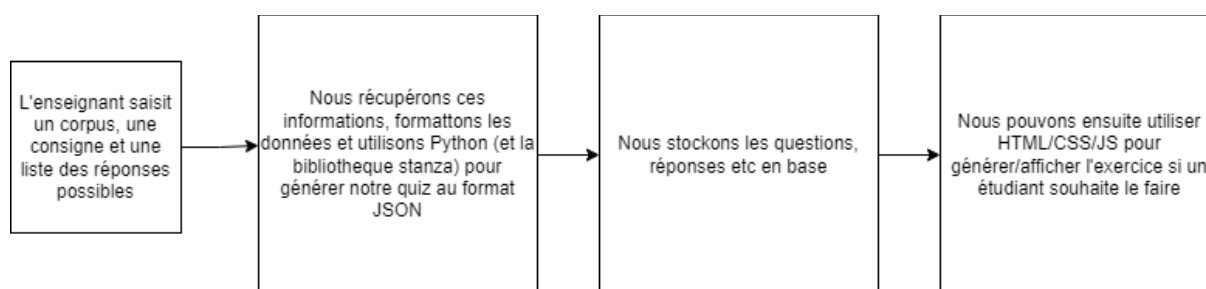 L'enseignant saisit
un corpus, une
consigne et une
liste des réponses
possibles
Nous récupérons ces
informations, formattons les
données et utilisons Python (et la
bibliotheque stanza) pour
générer notre quiz au format
JSON
Nous stockons les questions,
réponses etc en base
Nous pouvons ensuite utiliser
HTML/CSS/JS pour
générer/afficher l'exercice si un
étudiant souhaite le faire